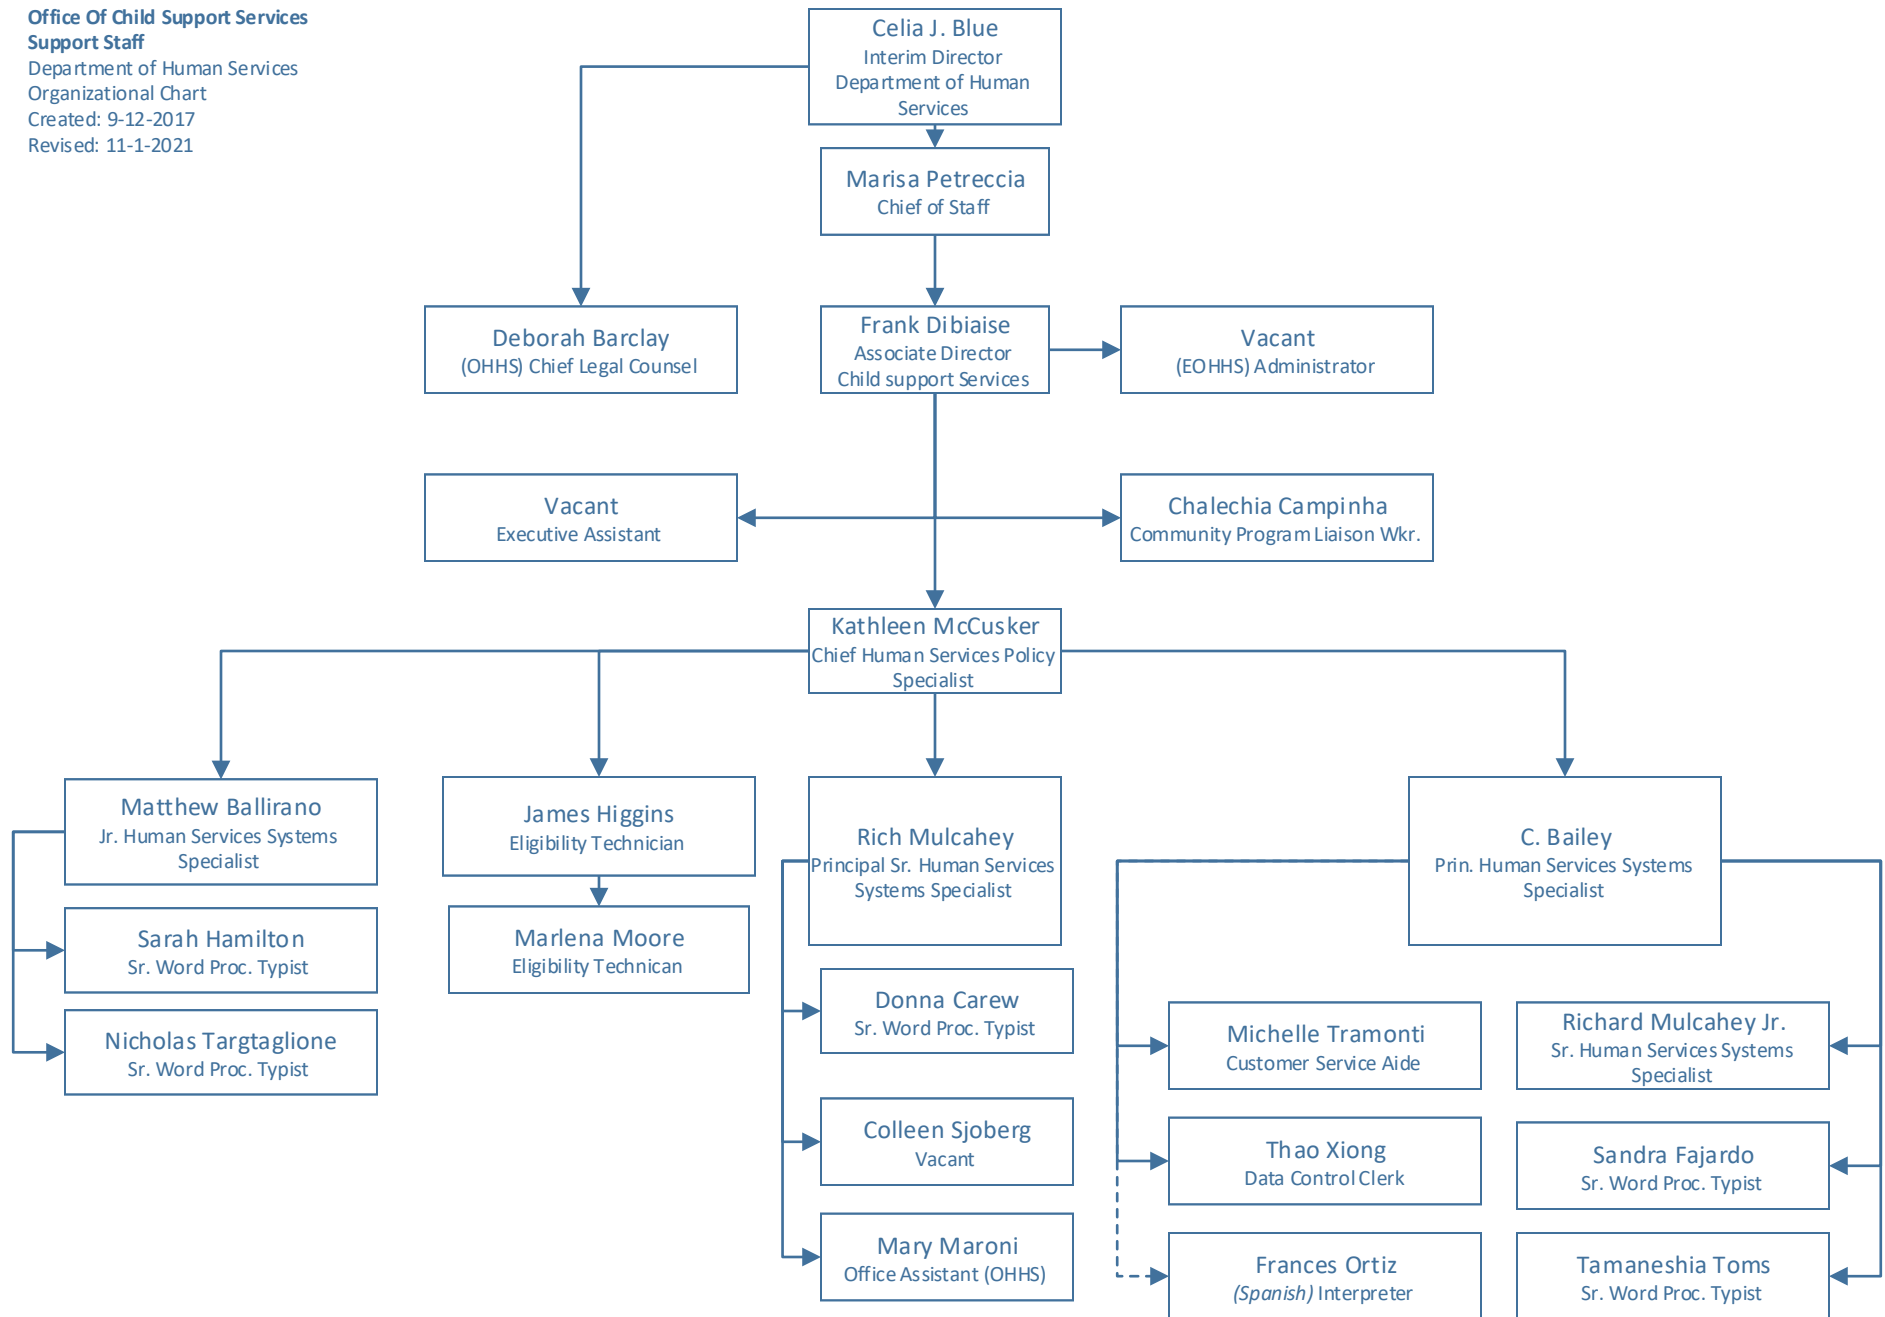 Office Of Child Support Services
Support Staff
Department of Human Services
Organizational Chart
Created: 9-12-2017
Revised: 11-1-2021
Celia J. Blue
Interim Director
Department of Human
Services
Marisa Petreccia
Chief of Staff
Deborah Barclay
(OHHS) Chief Legal Counsel
Frank Dibiaise
Associate Director
Child support Services
Vacant
(EOHHS) Administrator
Vacant
Executive Assistant
Chalechia Campinha
Community Program Liaison Wkr.
Kathleen McCusker
Chief Human Services Policy
Specialist
Matthew Ballirano
Jr. Human Services Systems
Specialist
Sarah Hamilton
Sr. Word Proc. Typist
Nicholas Targtaglione
Sr. Word Proc. Typist
James Higgins
Eligibility Technician
Marlena Moore
Eligibility Technican
Rich Mulcahey
Principal Sr. Human Services
Systems Specialist
Donna Carew
Sr. Word Proc. Typist
Colleen Sjoberg
Vacant
Mary Maroni
Office Assistant (OHHS)
C. Bailey
Prin. Human Services Systems
Specialist
Michelle Tramonti
Customer Service Aide
Thao Xiong
Data Control Clerk
Frances Ortiz
(Spanish) Interpreter
Richard Mulcahey Jr.
Sr. Human Services Systems
Specialist
Sandra Fajardo
Sr. Word Proc. Typist
Tamaneshia Toms
Sr. Word Proc. Typist